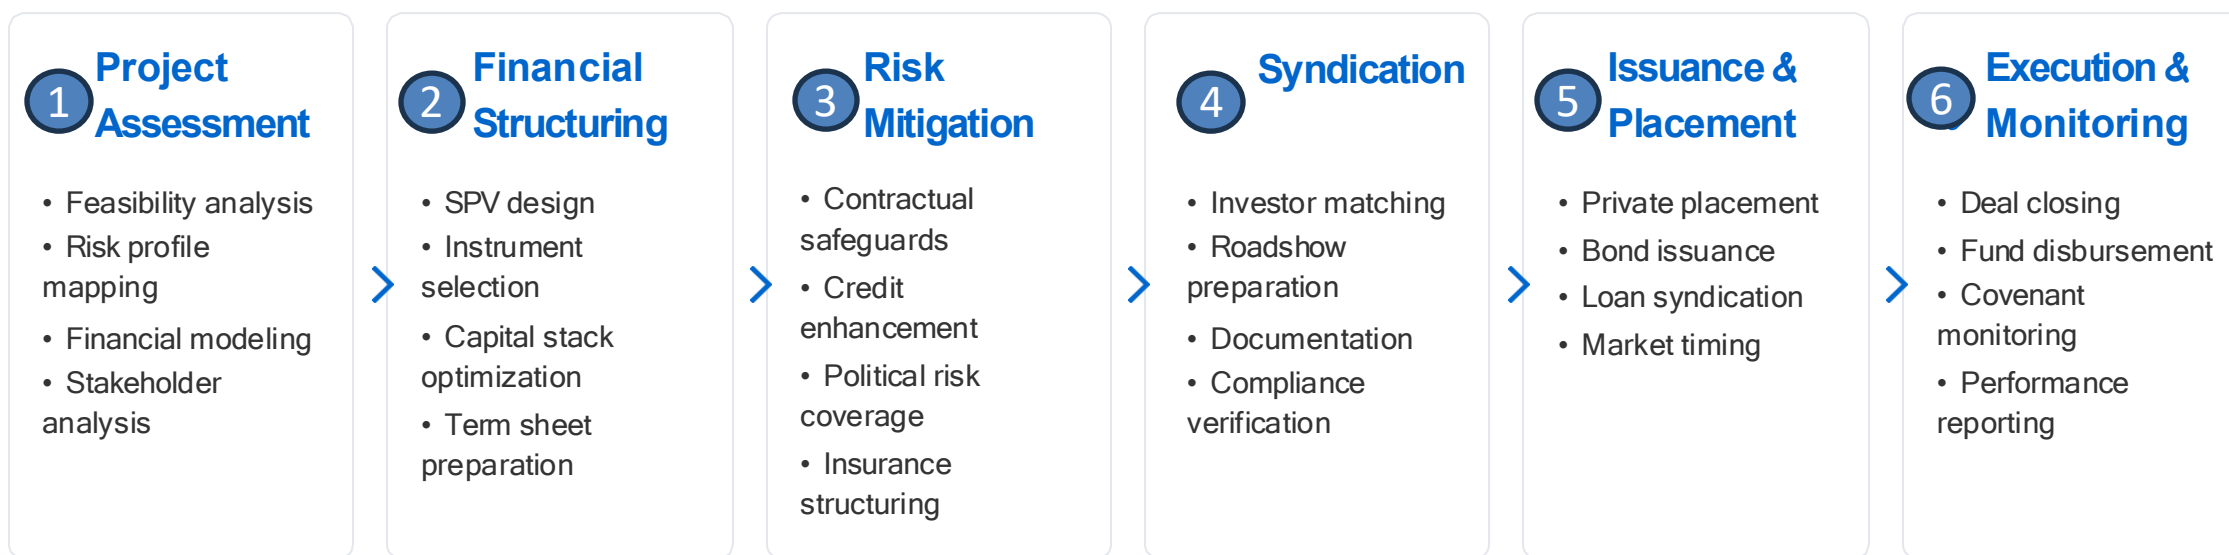 1
Project
Assessment
• Feasibility analysis
• Risk profile
mapping
• Financial modeling
• Stakeholder
analysis
2
Financial
Structuring
• SPV design
• Instrument
selection
• Capital stack
optimization
• Term sheet
preparation
3
Risk
Mitigation
• Contractual
safeguards
• Credit
enhancement
• Political risk
coverage
• Insurance
structuring
4
Syndication
• Investor matching
• Roadshow
preparation
• Documentation
• Compliance
verification
5
Issuance &
Placement
• Private placement
• Bond issuance
• Loan syndication
• Market timing
6
Execution &
Monitoring
• Deal closing
• Fund disbursement
• Covenant
monitoring
• Performance
reporting